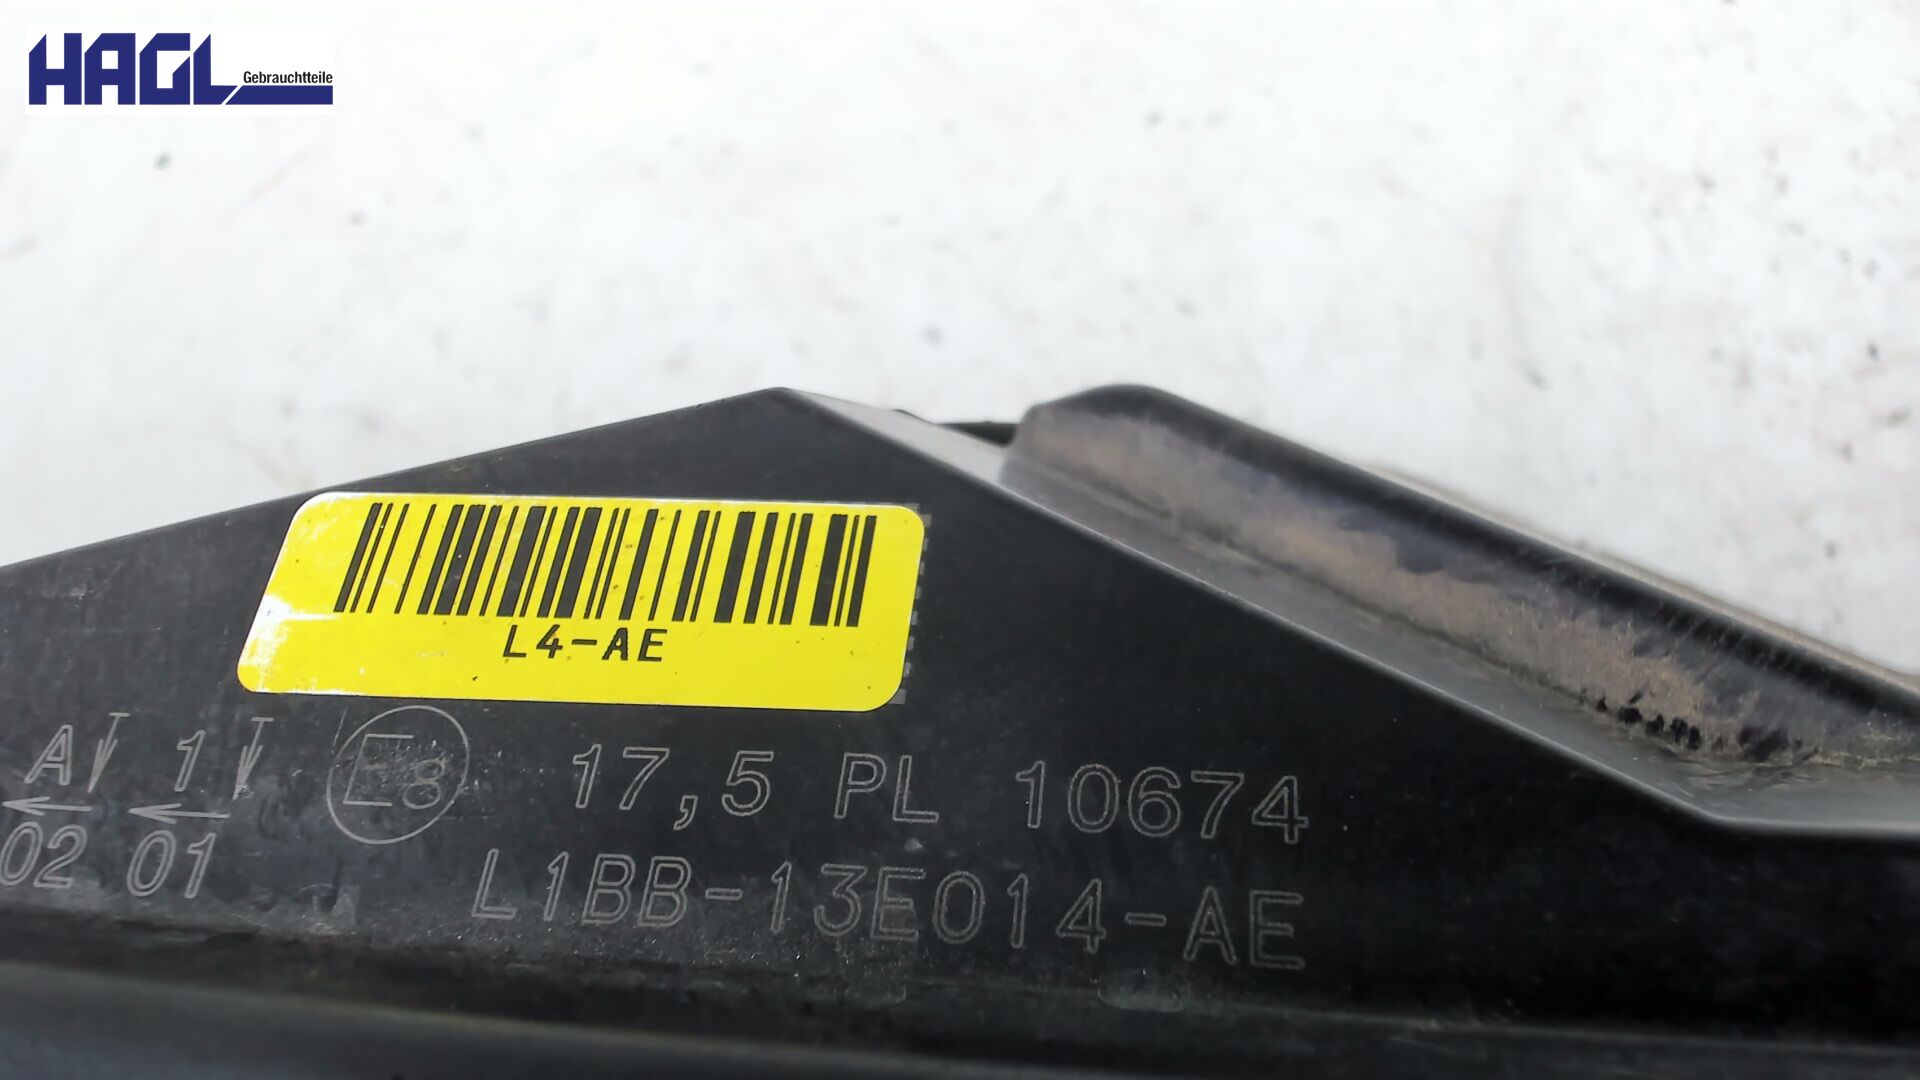 HAGL
Gebrauchtteile
L4-AE
A 1 E8 17,5 PL 10674
02 01
L1BB-13E014-AE